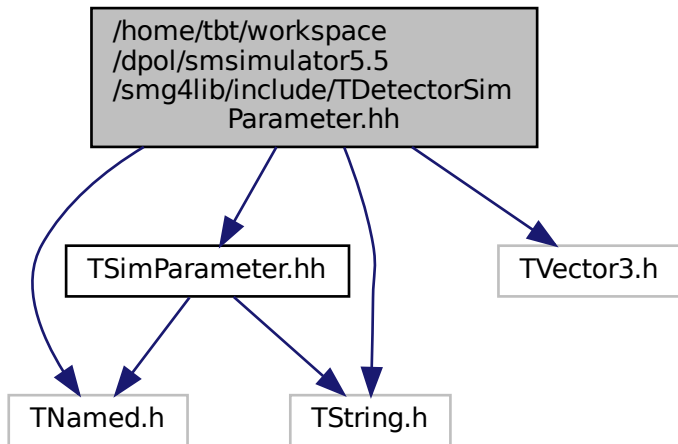 /home/tbt/workspace
/dpol/smsimulator5.5
/smg4lib/include/TDetectorSim
Parameter.hh
TSimParameter.hh
TVector3.h
TNamed.h
TString.h